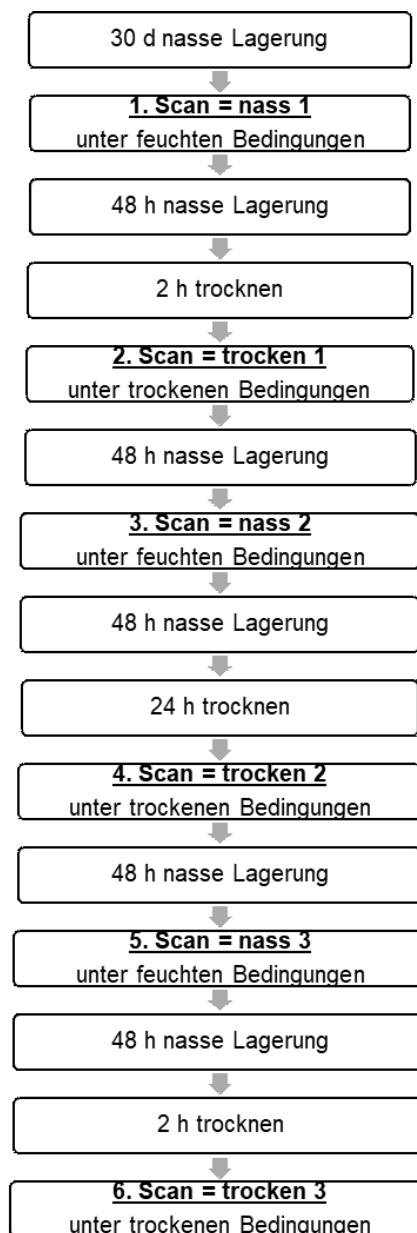 30 d nasse Lagerung
1. Scan = nass 1
unter feuchten Bedingungen
48 h nasse Lagerung
2 h trocknen
2. Scan = trocken 1
unter trockenen Bedingungen
48 h nasse Lagerung
3. Scan = nass 2
unter feuchten Bedingungen
48 h nasse Lagerung
24 h trocknen
4. Scan = trocken 2
unter trockenen Bedingungen
48 h nasse Lagerung
5. Scan = nass 3
unter feuchten Bedingungen
48 h nasse Lagerung
2 h trocknen
6. Scan = trocken 3
unter trockenen Bedingungen